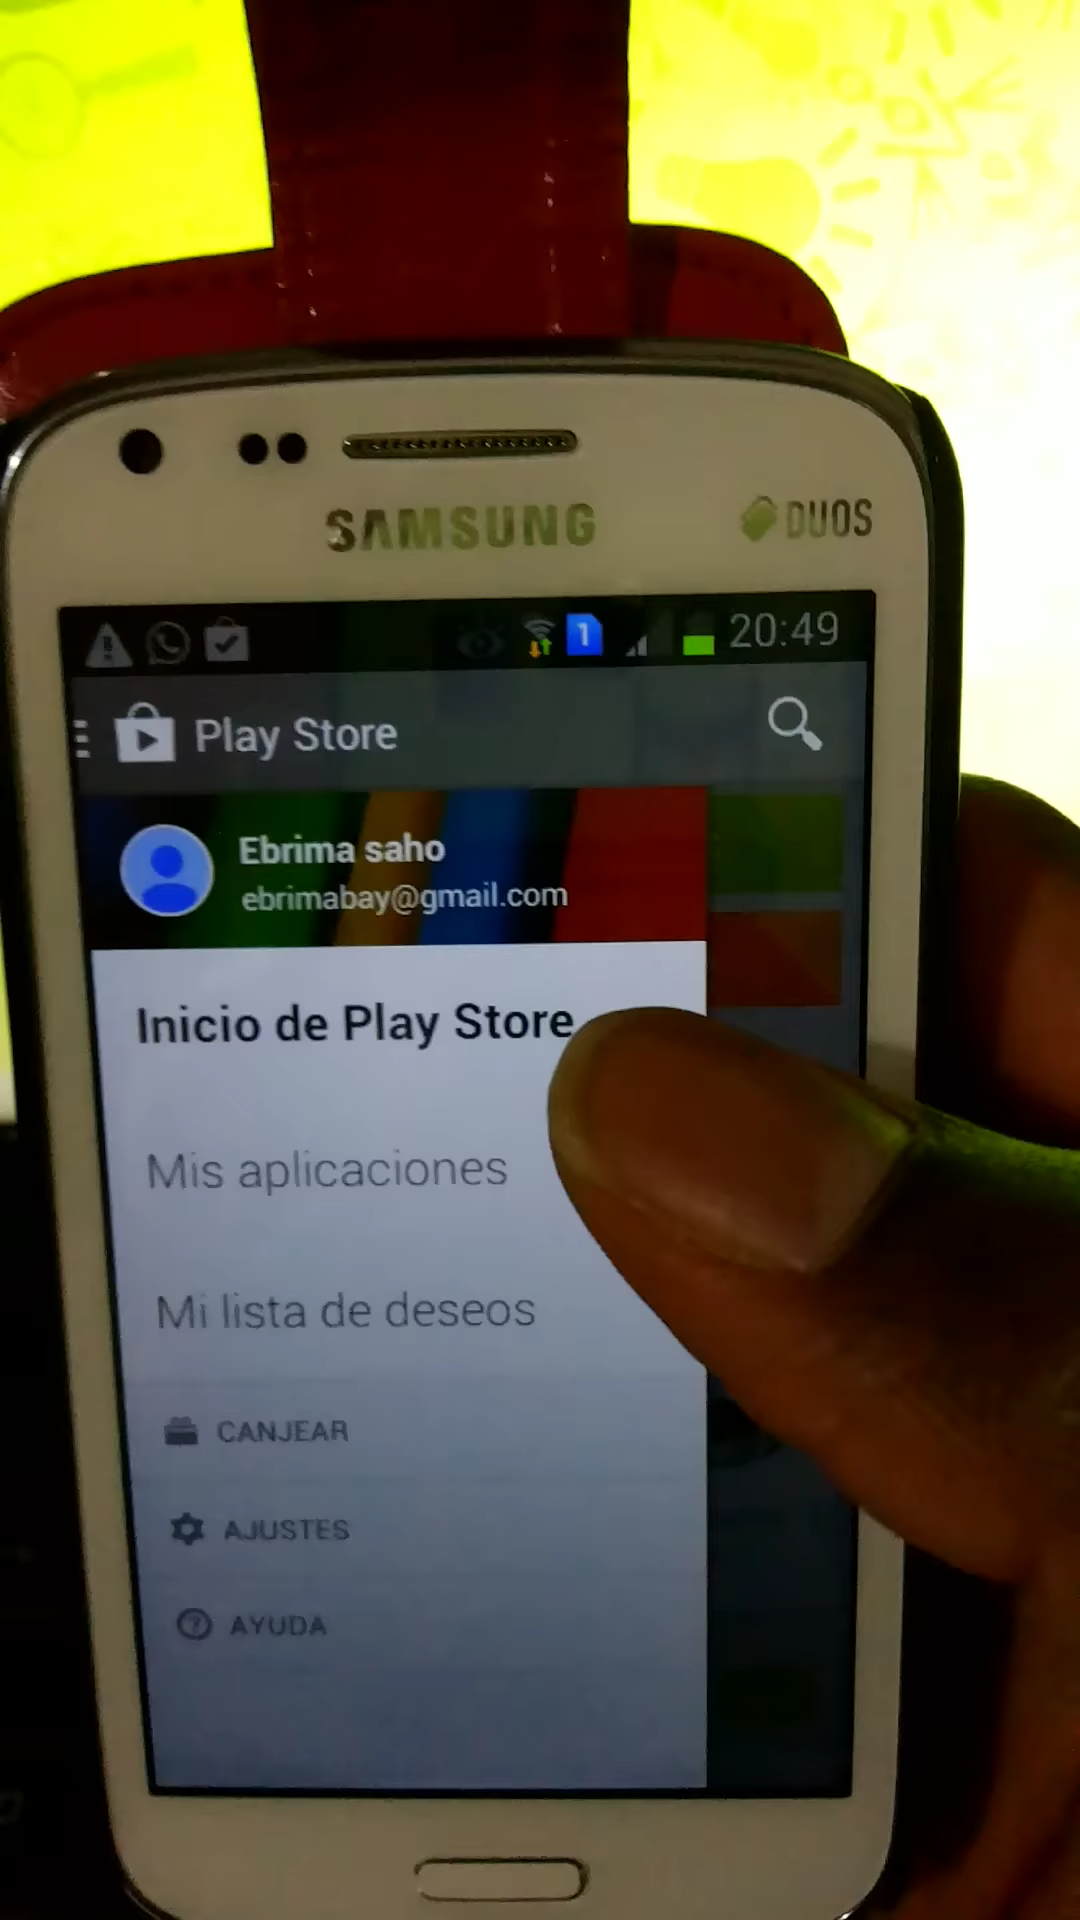 SAMSUNG
DUOS
1
20:49
Play Store
Ebrima saho
ebrimabay@gmail.com
Inicio de Play Store
Mis aplicaciones
Mi lista de deseos
CANJEAR
AJUSTES
? AYUDA